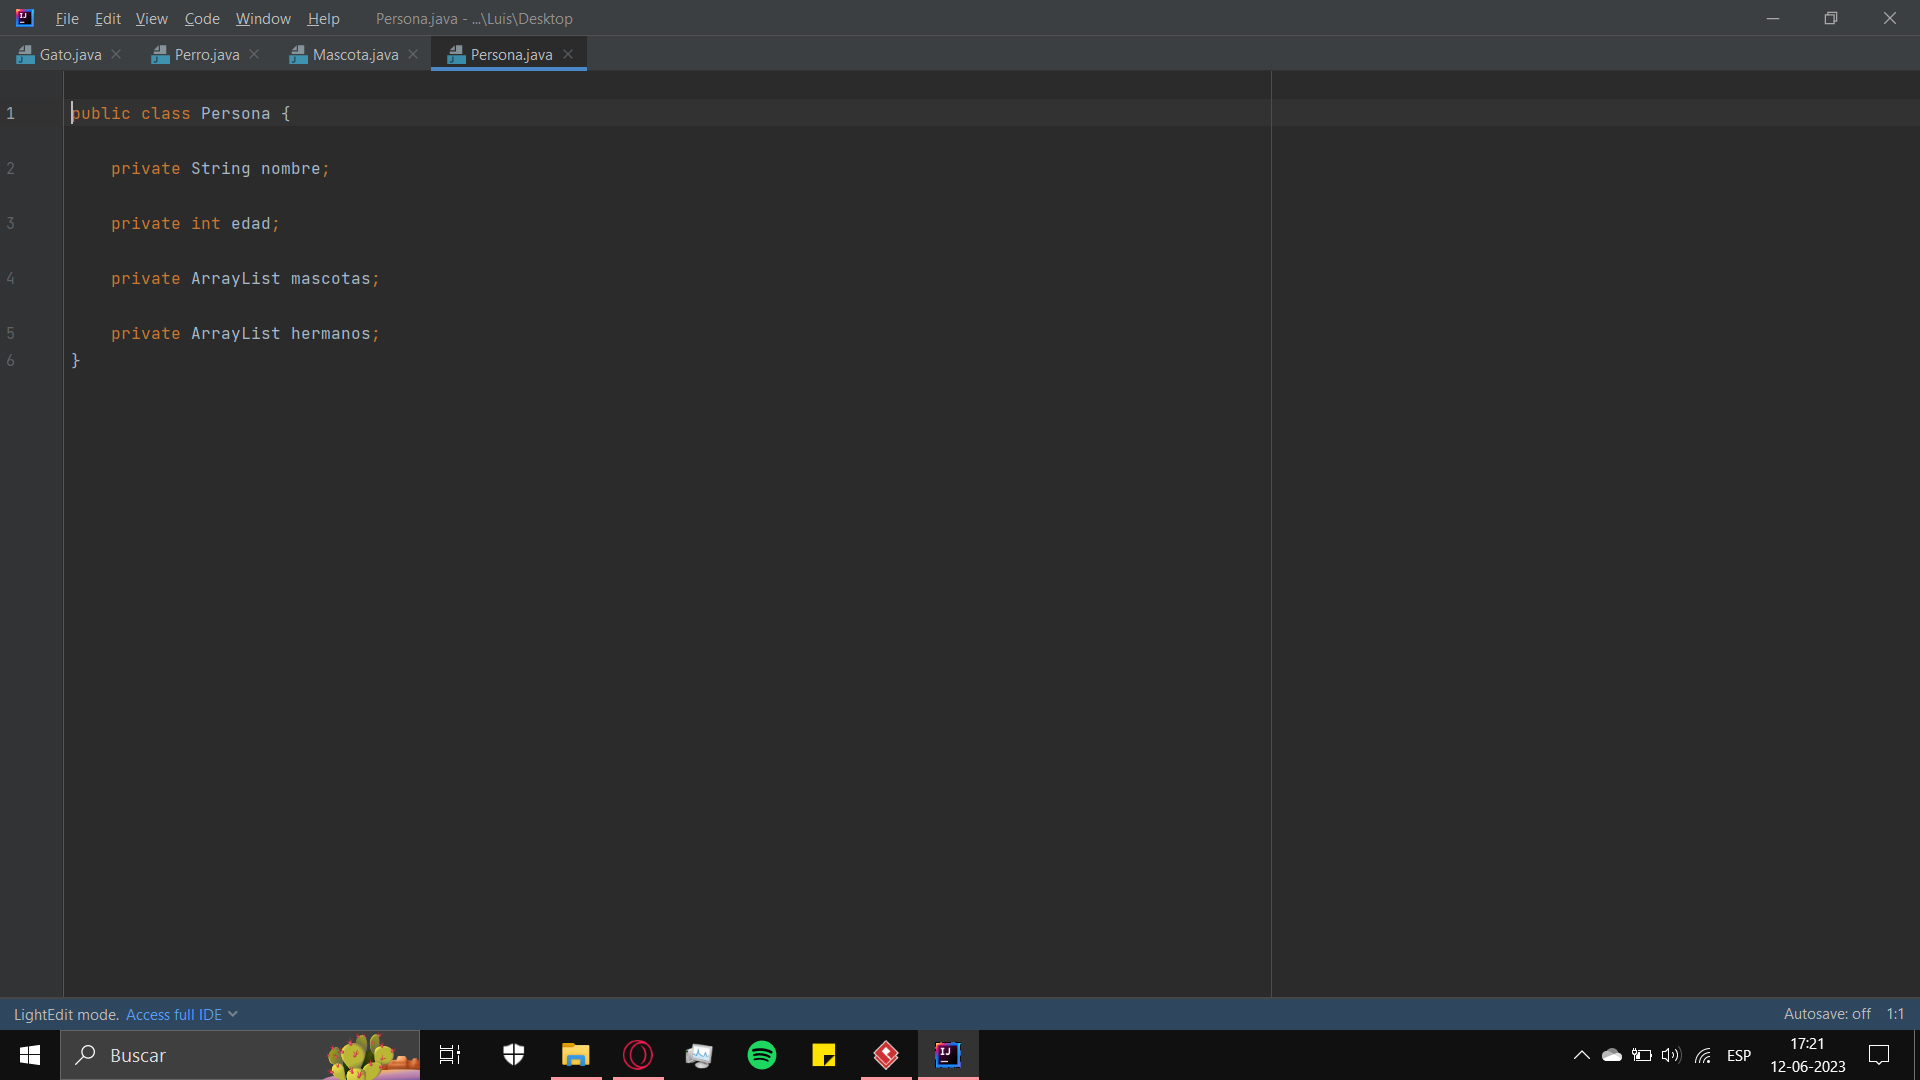 File Edit View Code Window Help Persona.java - ...\Luis\Desktop
Gato.java Perro.java Mascota.java Persona.java
1 public class Persona {
2 private String nombre;
3 private int edad;
4 private ArrayList mascotas;
5 private ArrayList hermanos;
6 }
LightEdit mode. Access full IDE Autosave: off 1:1
Buscar ESP 17:21
12-06-2023